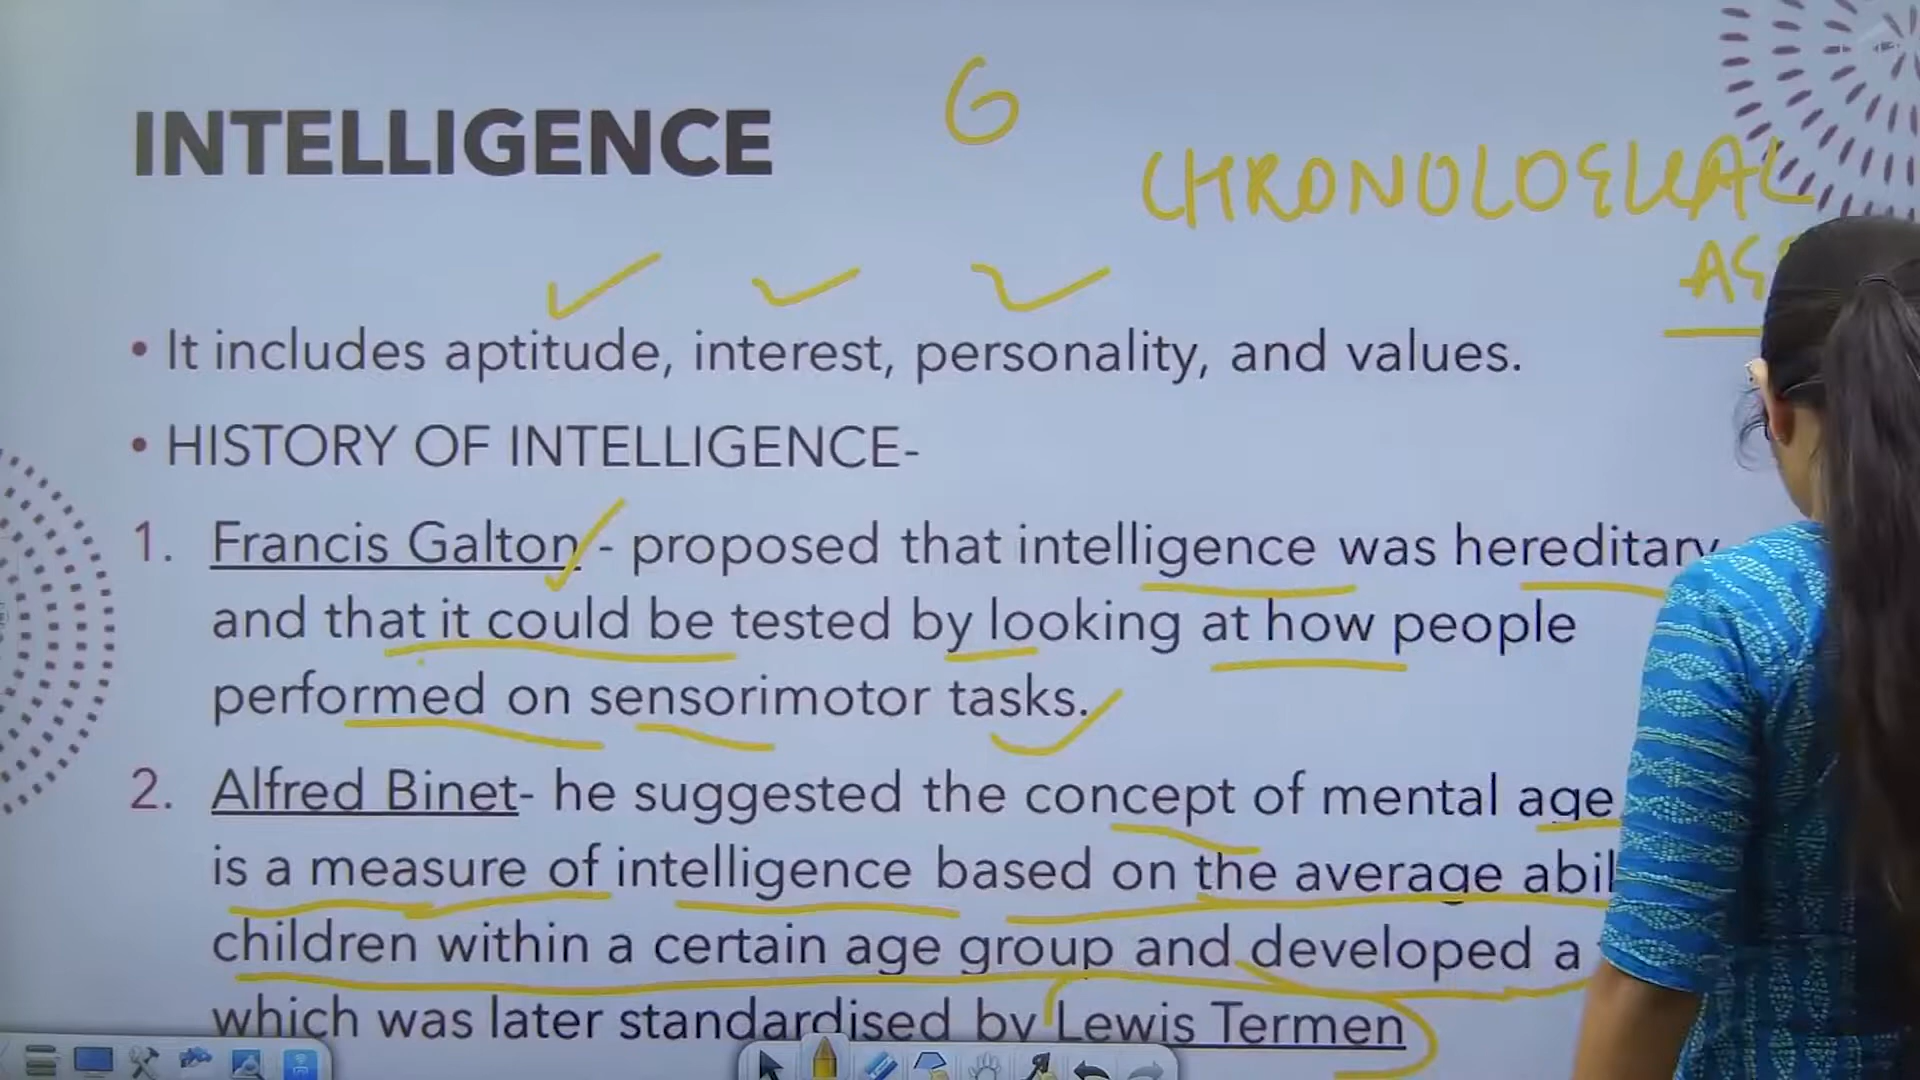 INTELLIGENCE
6
CHRONOLOGICAL
AGE
• It includes aptitude, interest, personality, and values.
• HISTORY OF INTELLIGENCE-
1. Francis Galton - proposed that intelligence was hereditary
and that it could be tested by looking at how people
performed on sensorimotor tasks.
2. Alfred Binet- he suggested the concept of mental age
is a measure of intelligence based on the average abil
children within a certain age group and developed a
which was later standardised by Lewis Termen